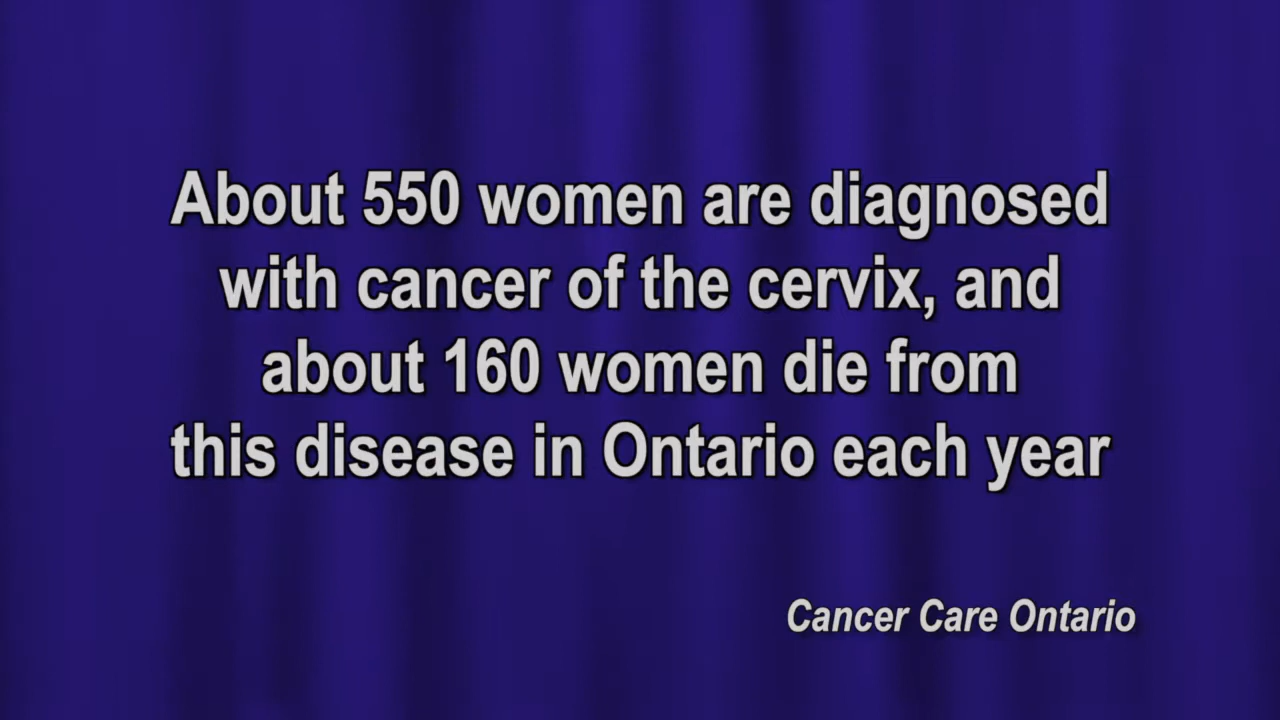 About 550 women are diagnosed
with cancer of the cervix, and
about 160 women die from
this disease in Ontario each year
Cancer Care Ontario